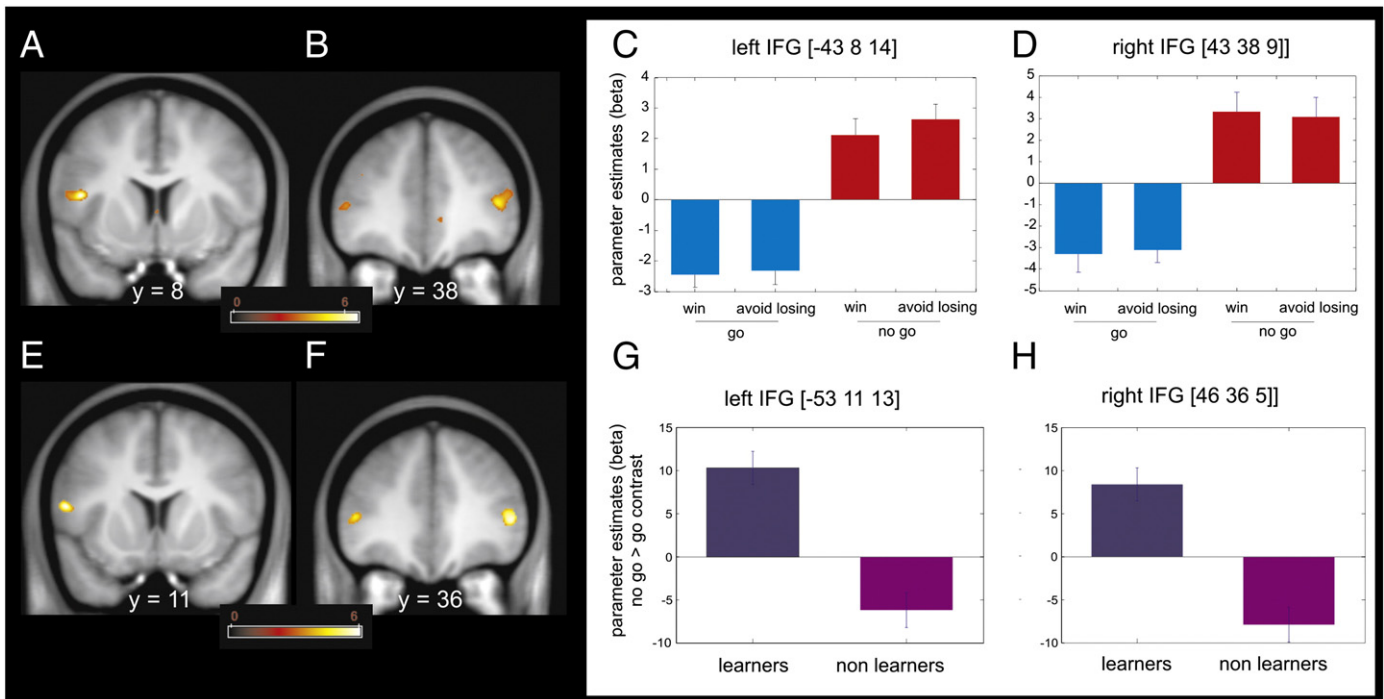 A
B
y = 8
y = 38
0 6
E
F
y = 11
y = 36
0 6
C
left IFG [-43 8 14]
parameter estimates (beta)
4
3
2
1
0
-1
-2
-3
win avoid losing win avoid losing
go no go
D
right IFG [43 38 9]]
5
4
3
2
1
0
-1
-2
-3
-4
-5
win avoid losing win avoid losing
go no go
G
left IFG [-53 11 13]
parameter estimates (beta)
no go > go contrast
15
10
5
0
-5
-10
learners non learners
H
right IFG [46 36 5]]
15
10
5
0
-5
-10
learners non learners